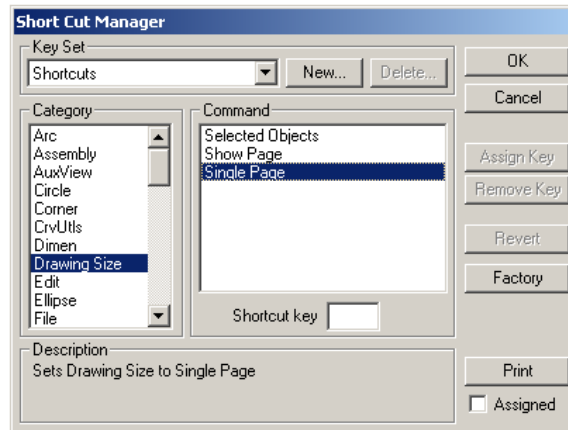 Short Cut Manager
Key Set
Shortcuts
New...
Delete...
OK
Cancel
Category
Arc
Assembly
AuxView
Circle
Corner
CrvUtls
Dimen
Drawing Size
Edit
Ellipse
File
Command
Selected Objects
Show Page
Single Page
Shortcut key
Assign Key
Remove Key
Revert
Factory
Description
Sets Drawing Size to Single Page
Print
Assigned